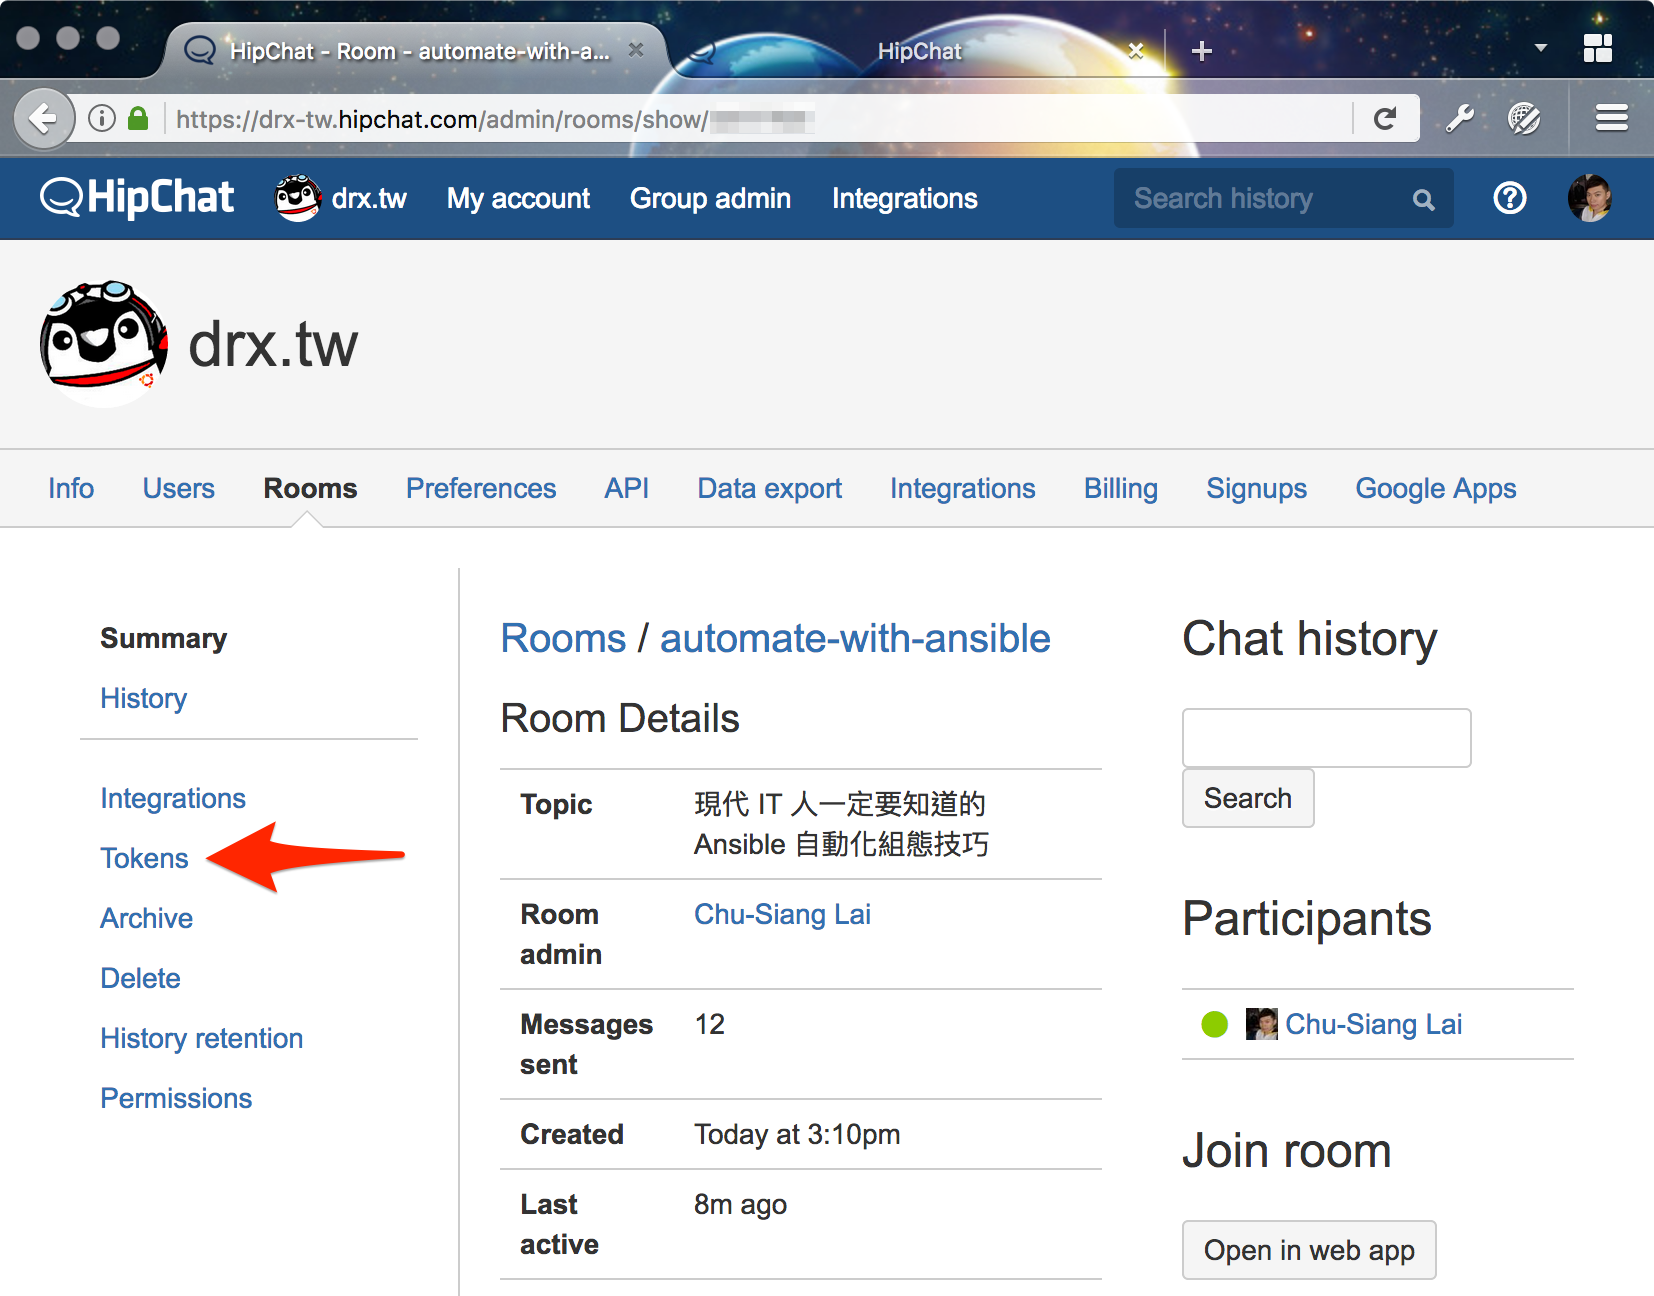 HipChat - Room - automate-with-a...
HipChat
https://drx-tw.hipchat.com/admin/rooms/show/
HipChat
drx.tw
My account
Group admin
Integrations
Search history
drx.tw
Info
Users
Rooms
Preferences
API
Data export
Integrations
Billing
Signups
Google Apps
Summary
History
Integrations
Tokens
Archive
Delete
History retention
Permissions
Rooms / automate-with-ansible
Room Details
Topic
現代 IT 人一定要知道的
Ansible 自動化組態技巧
Room
admin
Chu-Siang Lai
Messages
sent
12
Created
Today at 3:10pm
Last
active
8m ago
Chat history
Search
Participants
Chu-Siang Lai
Join room
Open in web app